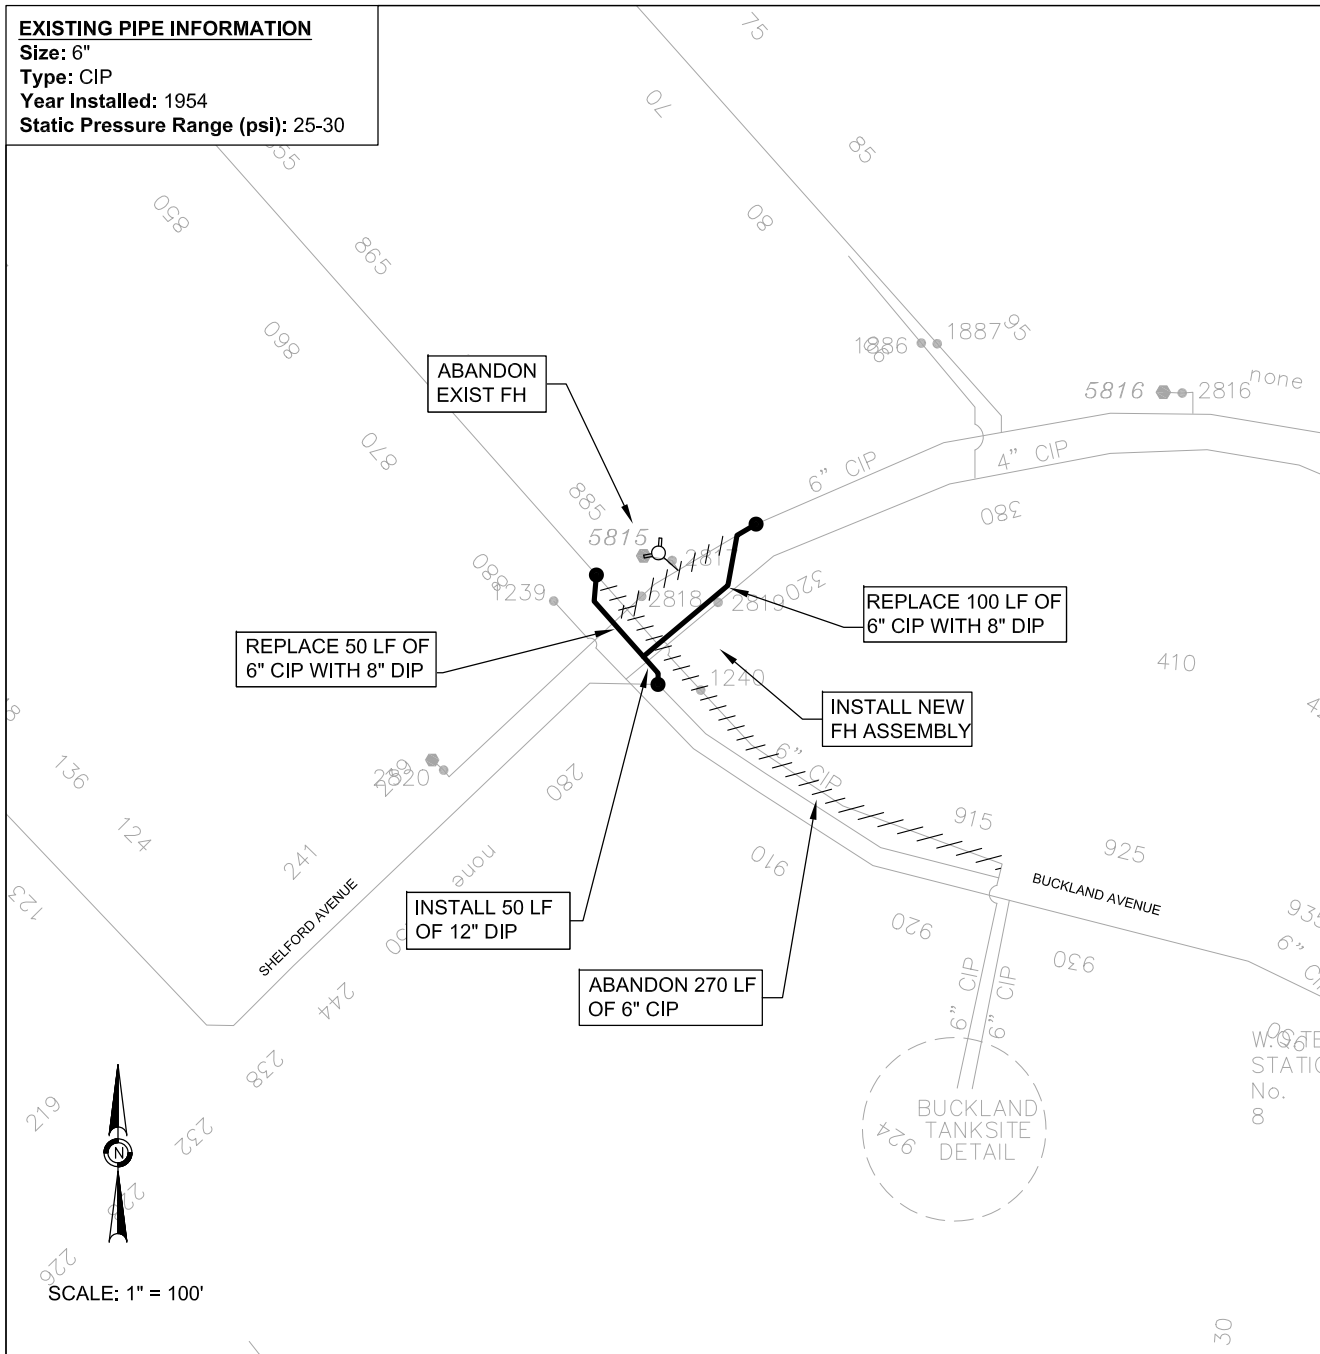 EXISTING PIPE INFORMATION
Size: 6"
Type: CIP
Year Installed: 1954
Static Pressure Range (psi): 25-30
75
70
85
80
850
865
860
870
885
880
1886
1887
95
5816
2816
none
6" CIP
4" CIP
380
ABANDON
EXIST FH
5815
2818
2819
1239
320
REPLACE 100 LF OF
6" CIP WITH 8" DIP
REPLACE 50 LF OF
6" CIP WITH 8" DIP
1240
410
INSTALL NEW
FH ASSEMBLY
6" CIP
136
124
123
241
280
none
910
915
925
935
SHELFORD AVENUE
BUCKLAND AVENUE
INSTALL 50 LF
OF 12" DIP
920
930
6" CIP
6" CIP
ABANDON 270 LF
OF 6" CIP
244
238
232
219
226
N
BUCKLAND
TANKSITE
DETAIL
924
No.
8
SCALE: 1" = 100'
30